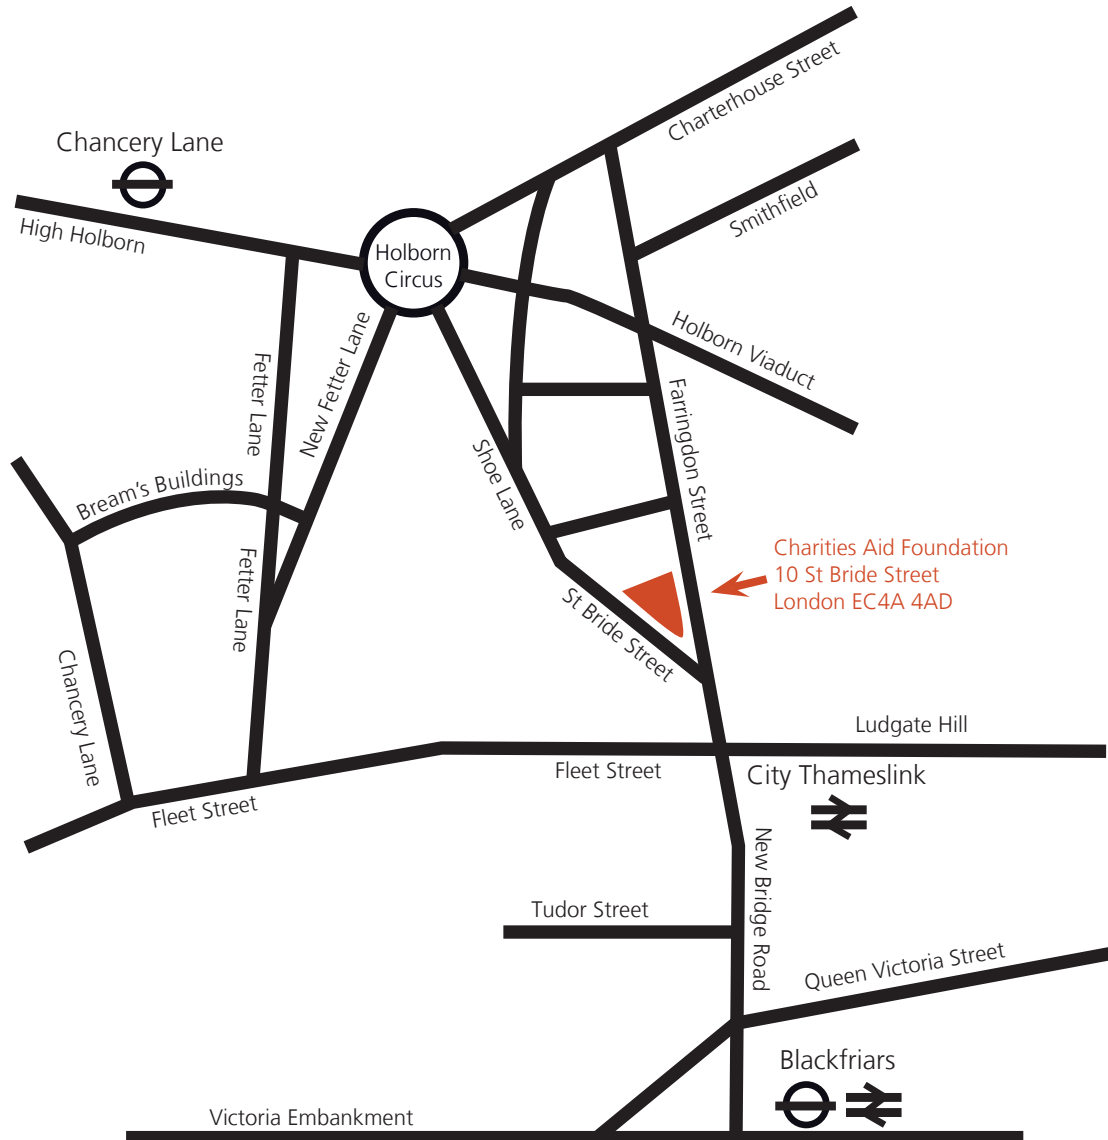 Charterhouse Street
Chancery Lane
Smithfield
High Holborn
Holborn
Circus
Holborn Viaduct
Fetter Lane
New Fetter Lane
Farringdon Street
Shoe Lane
Bream's Buildings
Charities Aid Foundation
10 St Bride Street
London EC4A 4AD
Fetter Lane
St Bride Street
Chancery Lane
Ludgate Hill
Fleet Street
City Thameslink
Fleet Street
New Bridge Road
Tudor Street
Queen Victoria Street
Blackfriars
Victoria Embankment